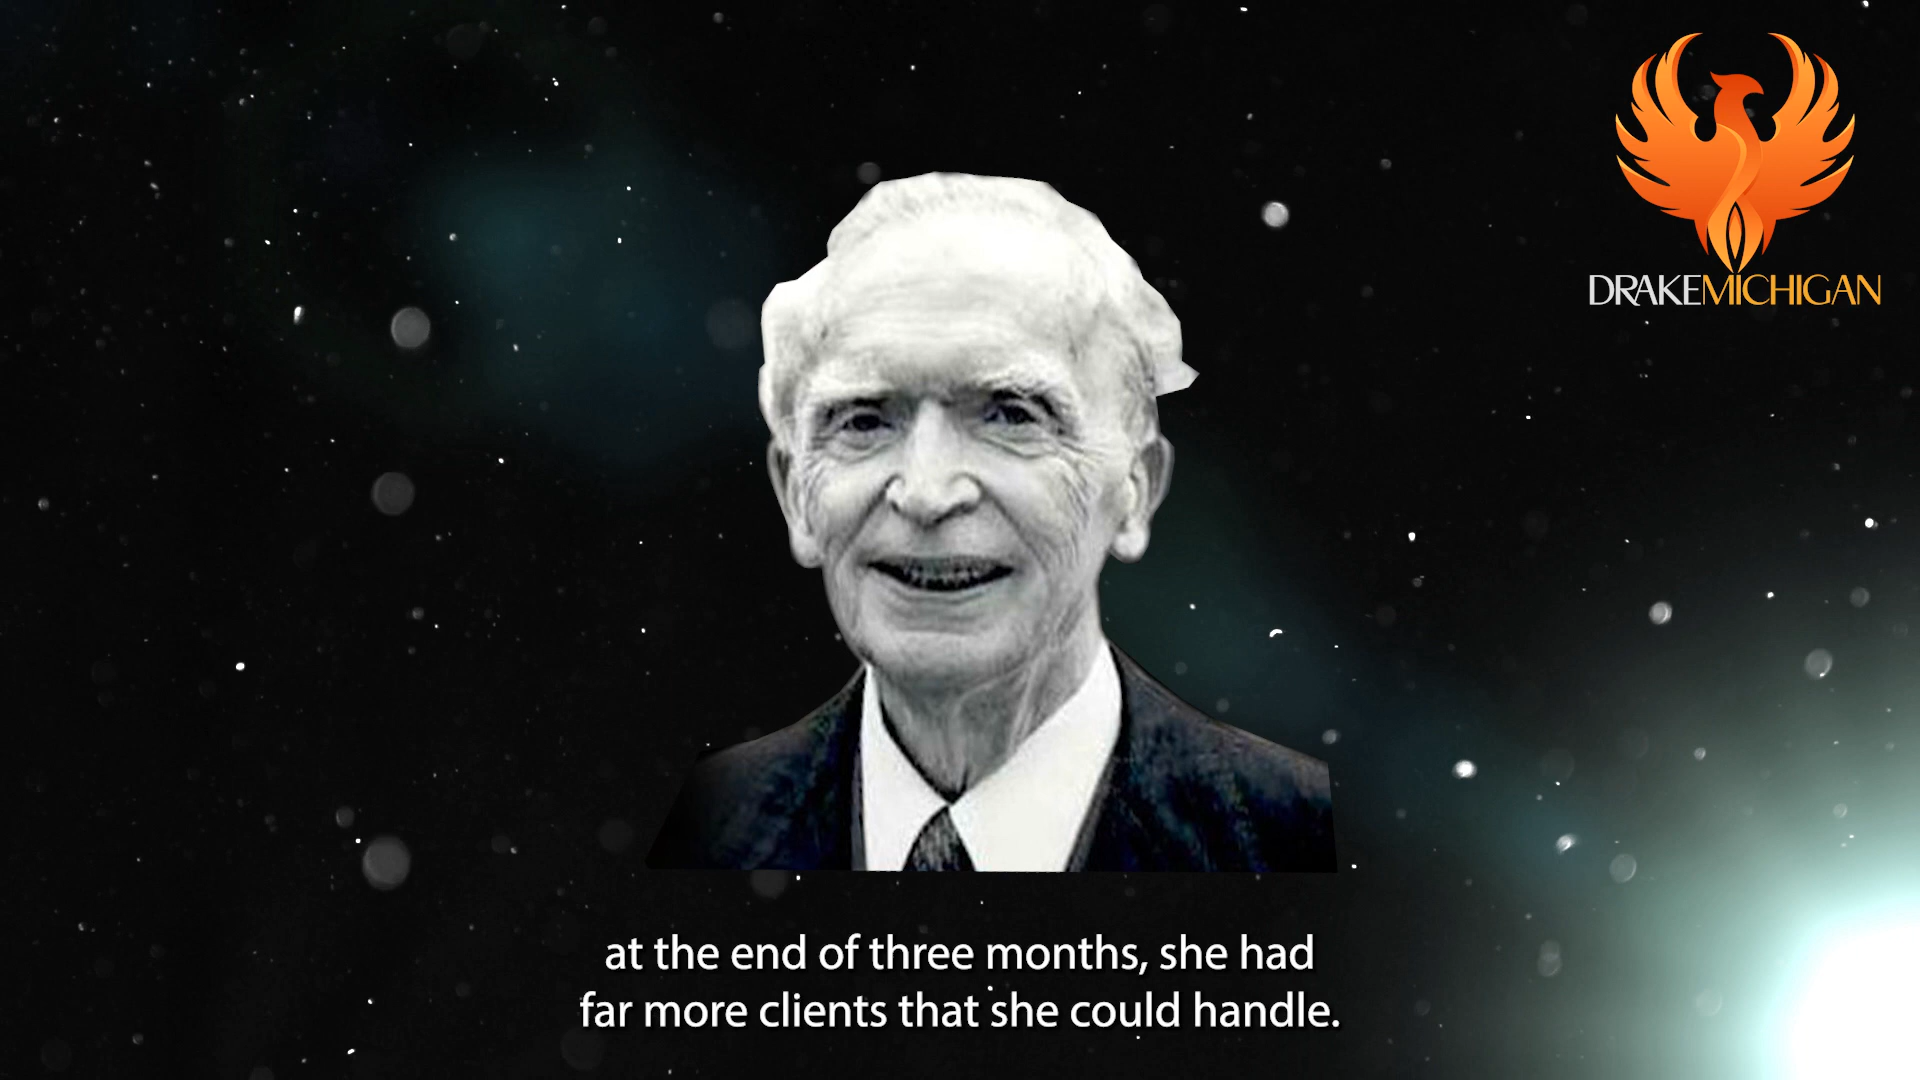 DRAKEMICHIGAN
at the end of three months, she had
far more clients that she could handle.